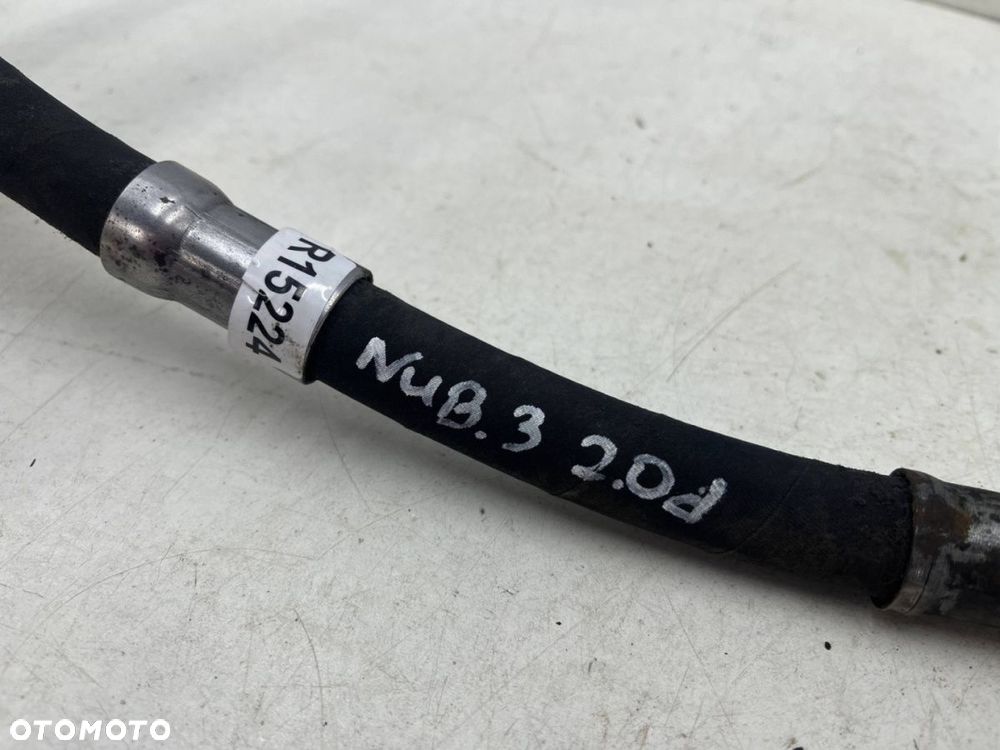 R15224
NuB. 3 2.0d
OTOMOTO